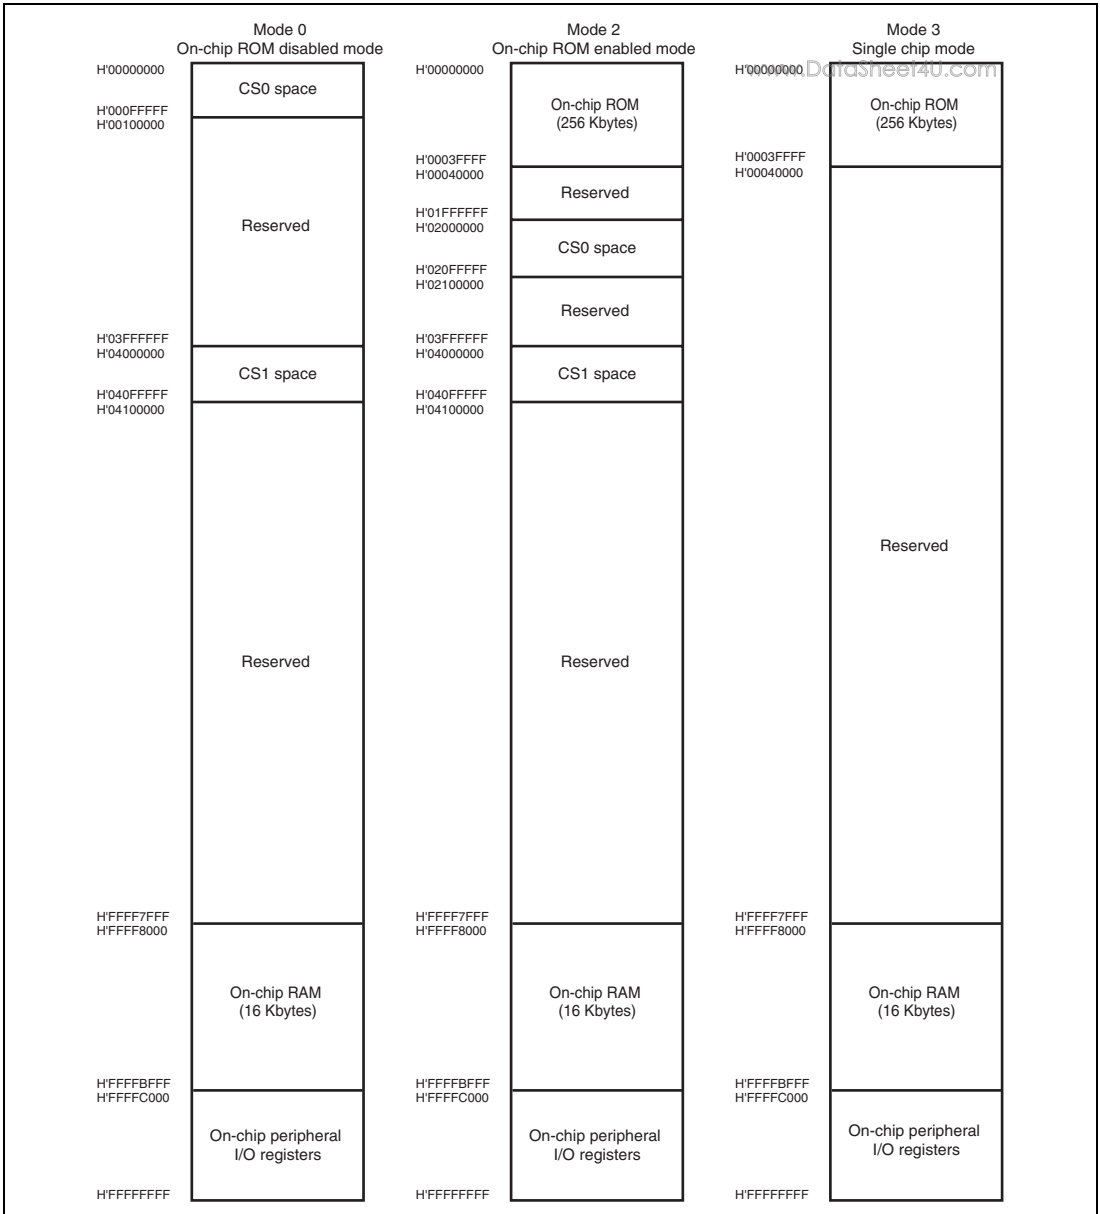 Mode 0
On-chip ROM disabled mode
H'00000000
CS0 space
H'000FFFFF
H'00100000
Reserved
H'03FFFFFF
H'04000000
CS1 space
H'040FFFFF
H'04100000
Reserved
H'FFFF7FFF
H'FFFF8000
On-chip RAM
(16 Kbytes)
H'FFFFBFFF
H'FFFFC000
On-chip peripheral
I/O registers
H'FFFFFFFF
Mode 2
On-chip ROM enabled mode
H'00000000
On-chip ROM
(256 Kbytes)
H'0003FFFF
H'00040000
Reserved
H'01FFFFFF
H'02000000
CS0 space
H'020FFFFF
H'02100000
Reserved
H'03FFFFFF
H'04000000
CS1 space
H'040FFFFF
H'04100000
Reserved
H'FFFF7FFF
H'FFFF8000
On-chip RAM
(16 Kbytes)
H'FFFFBFFF
H'FFFFC000
On-chip peripheral
I/O registers
H'FFFFFFFF
Mode 3
Single chip mode
www.DataSheet4U.com
H'00000000
On-chip ROM
(256 Kbytes)
H'0003FFFF
H'00040000
Reserved
H'FFFF7FFF
H'FFFF8000
On-chip RAM
(16 Kbytes)
H'FFFFBFFF
H'FFFFC000
On-chip peripheral
I/O registers
H'FFFFFFFF